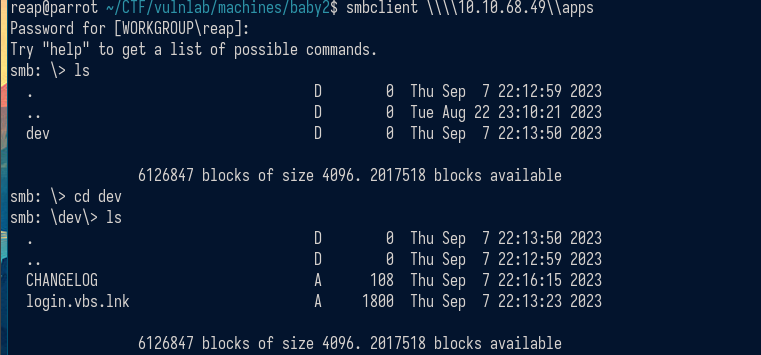 reap@parrot ~/CTF/vulnlab/machines/baby2$ smbclient \\\\10.10.68.49\\apps
Password for [WORKGROUP\reap]:
Try "help" to get a list of possible commands.
smb: \> ls
  .                                   D        0  Thu Sep  7 22:12:59 2023
  ..                                  D        0  Tue Aug 22 23:10:21 2023
  dev                                 D        0  Thu Sep  7 22:13:50 2023

                6126847 blocks of size 4096. 2017518 blocks available
smb: \> cd dev
smb: \dev\> ls
  .                                   D        0  Thu Sep  7 22:13:50 2023
  ..                                  D        0  Thu Sep  7 22:12:59 2023
  CHANGELOG                           A      108  Thu Sep  7 22:16:15 2023
  login.vbs.lnk                       A     1800  Thu Sep  7 22:13:23 2023

                6126847 blocks of size 4096. 2017518 blocks available